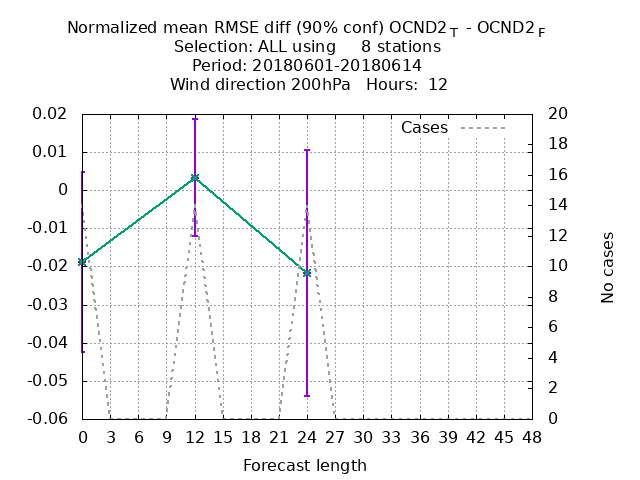 Normalized mean RMSE diff (90% conf) OCND2 T - OCND2 F
Selection: ALL using 8 stations
Period: 20180601-20180614
Wind direction 200hPa Hours: 12
Cases
0.02
0.01
0
-0.01
-0.02
-0.03
-0.04
-0.05
-0.06
20
18
16
14
12
10
8
6
4
2
0
No cases
0 3 6 9 12 15 18 21 24 27 30 33 36 39 42 45 48
Forecast length